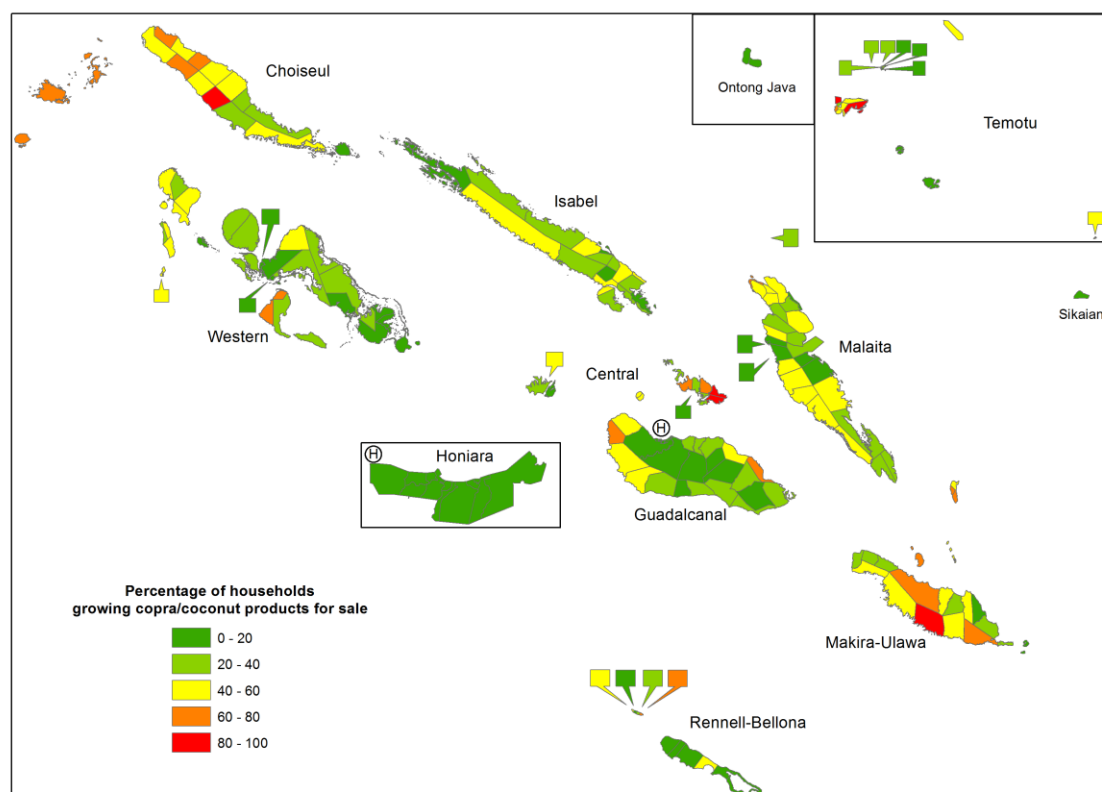 Choiseul
Ontong Java
Temotu
Isabel
Western
Sikaian
Malaita
Central
H
H
Honiara
Guadalcanal
Percentage of households
growing copra/coconut products for sale
0 - 20
20 - 40
40 - 60
60 - 80
80 - 100
Makira-Ulawa
Rennell-Bellona